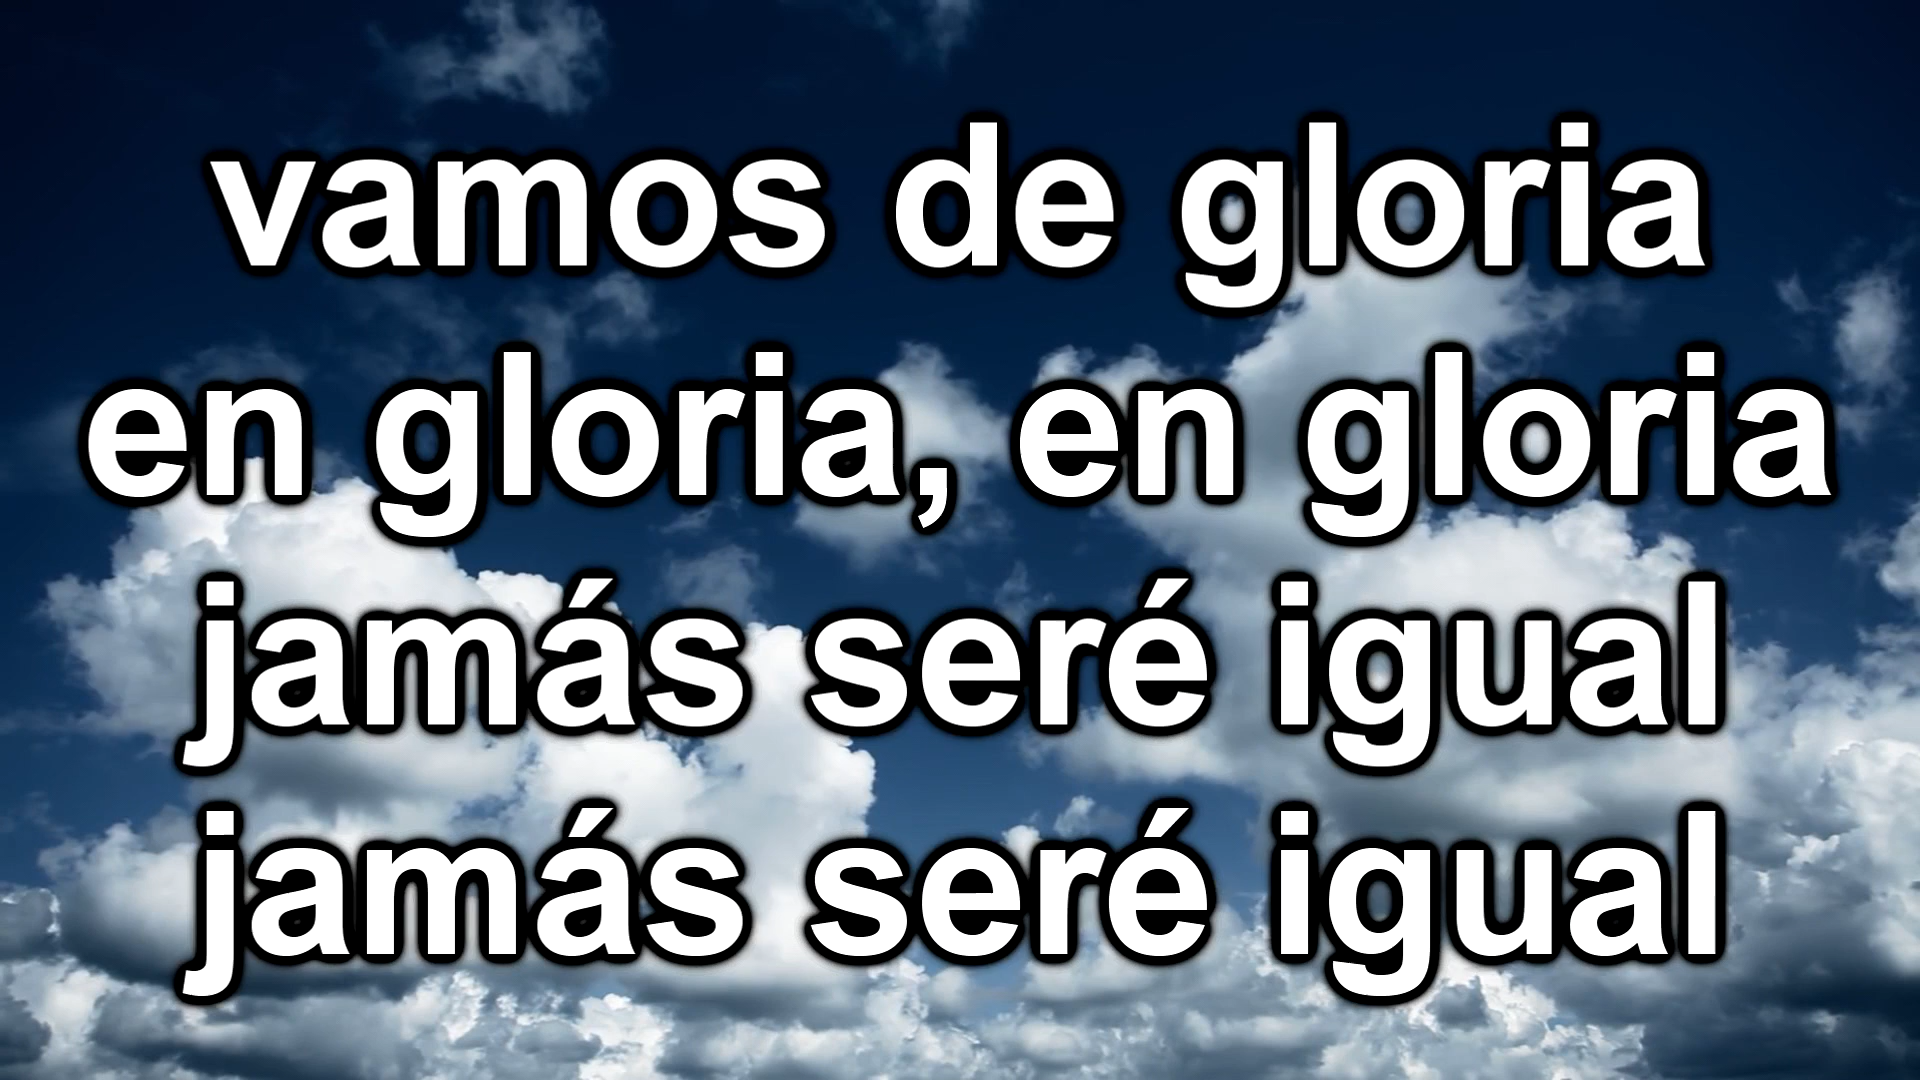 vamos de gloria
en gloria, en gloria
jamás seré igual
jamás seré igual